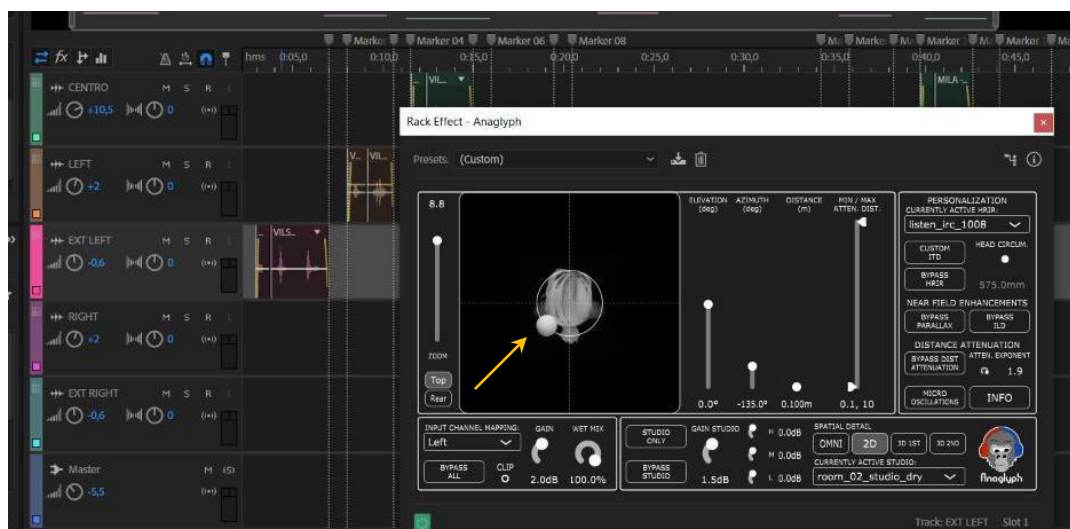 Marker
Marker 04
Marker 06
Marker 08
Marker
Marker
Marker
hms 0:05,0 0:10,0 0:15,0 0:20,0 0:25,0 0:30,0 0:35,0 0:40,0 0:45,0
fx
CENTRO M S R I
+10,5 0
VIL...
MILA -...
LEFT M S R I
+2 0
V... VIL...
EXT LEFT M S R I
-0,6 0
VILS...
RIGHT M S R I
+2 0
EXT RIGHT M S R I
-0,6 0
Master M (S)
-5,5
Rack Effect - Anaglyph
Presets: (Custom)
8.8
ZOOM
Top
Rear
ELEVATION (deg)
AZIMUTH (deg)
DISTANCE (m)
MIN / MAX ATTEN. DIST.
0.0° -135.0° 0.100m 0.1, 10
PERSONALIZATION
CURRENTLY ACTIVE HRIR:
listen_irc_1008
CUSTOM ITD
HEAD CIRCUM.
BYPASS HRIR
575.0mm
NEAR FIELD ENHANCEMENTS
BYPASS PARALLAX
BYPASS ILD
DISTANCE ATTENUATION
BYPASS DIST ATTENUATION
ATTEN. EXPONENT
1.9
MICRO OSCILLATIONS
INFO
INPUT CHANNEL MAPPING:
Left
GAIN
WET MIX
BYPASS ALL
CLIP
2.0dB 100.0%
STUDIO ONLY
BYPASS STUDIO
GAIN STUDIO
1.5dB
H 0.0dB
M 0.0dB
L 0.0dB
SPATIAL DETAIL
OMNI 2D 3D 1ST 3D 2ND
CURRENTLY ACTIVE STUDIO:
room_02_studio_dry
Anaglyph
Track: EXT LEFT Slot 1